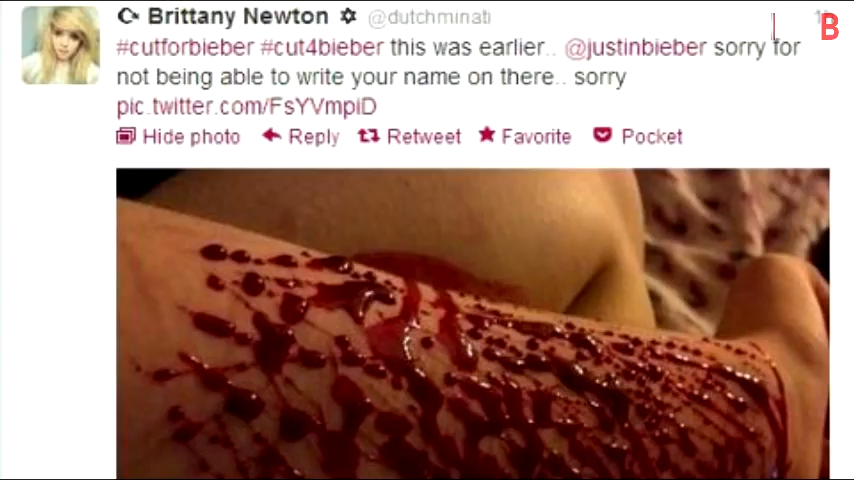 Brittany Newton @dutchminati
#cutforbieber #cut4bieber this was earlier.. @justinbieber sorry for
not being able to write your name on there.. sorry
pic.twitter.com/FsYVmpiD
Hide photo Reply Retweet Favorite Pocket
B